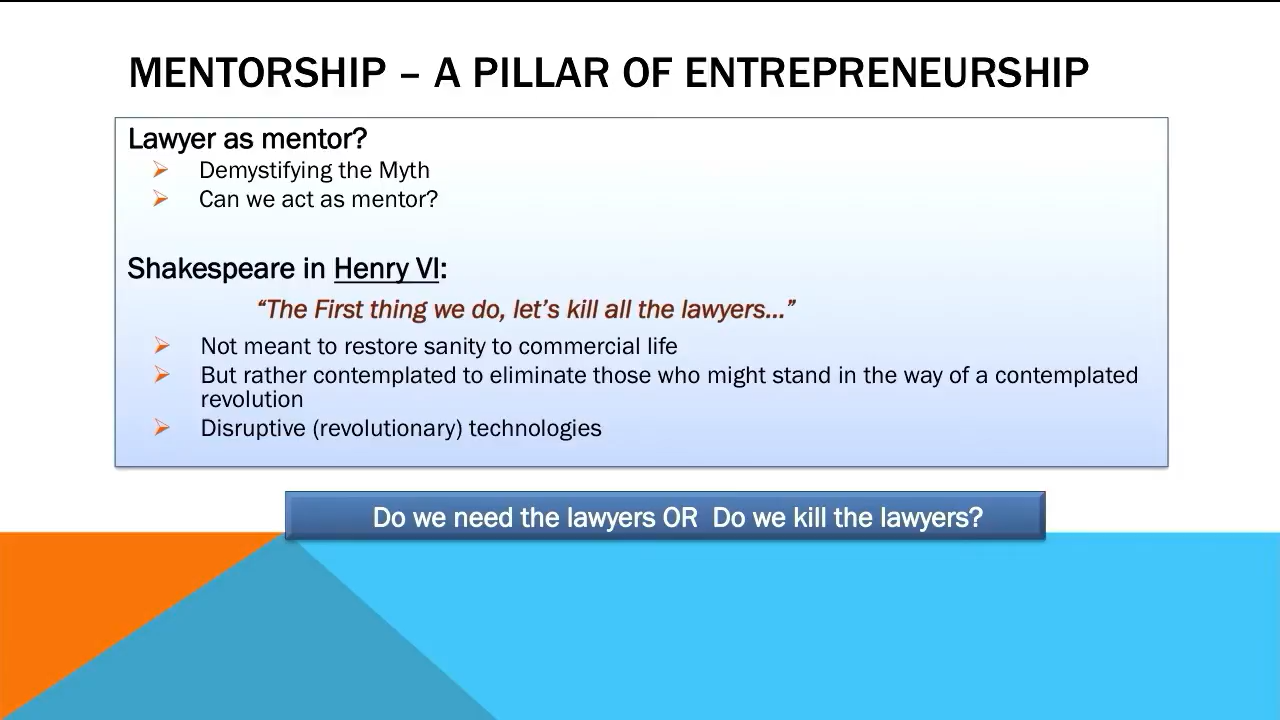 MENTORSHIP – A PILLAR OF ENTREPRENEURSHIP
Lawyer as mentor?
Demystifying the Myth
Can we act as mentor?
Shakespeare in Henry VI:
“The First thing we do, let’s kill all the lawyers...”
Not meant to restore sanity to commercial life
But rather contemplated to eliminate those who might stand in the way of a contemplated
revolution
Disruptive (revolutionary) technologies
Do we need the lawyers OR Do we kill the lawyers?